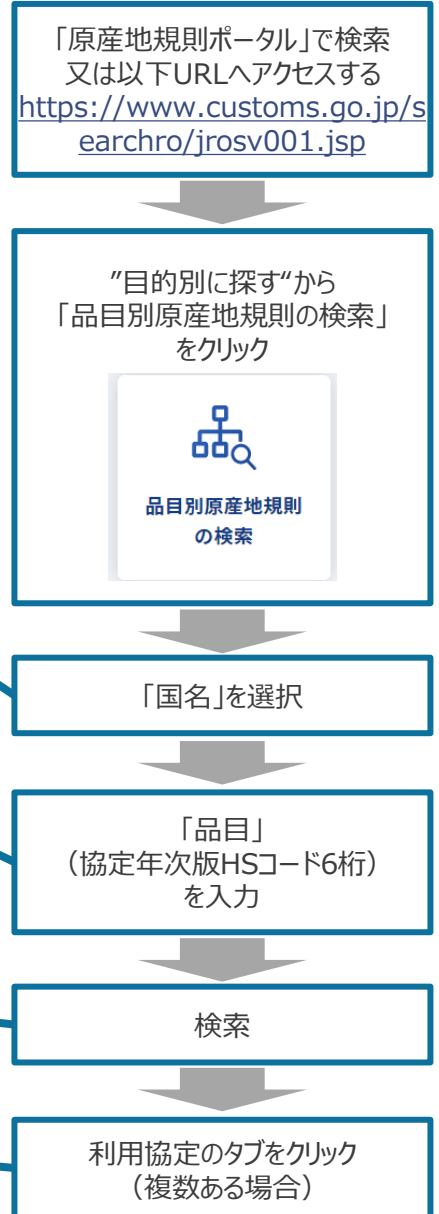 「原産地規則ポータル」で検索
又は以下URLへアクセスする
https://www.customs.go.jp/s
earchro/jrosv001.jsp
”目的別に探す“から
「品目別原産地規則の検索」
をクリック
品目別原産地規則
の検索
「国名」を選択
「品目」
（協定年次版HSコード6桁）
を入力
検索
利用協定のタブをクリック
（複数ある場合）